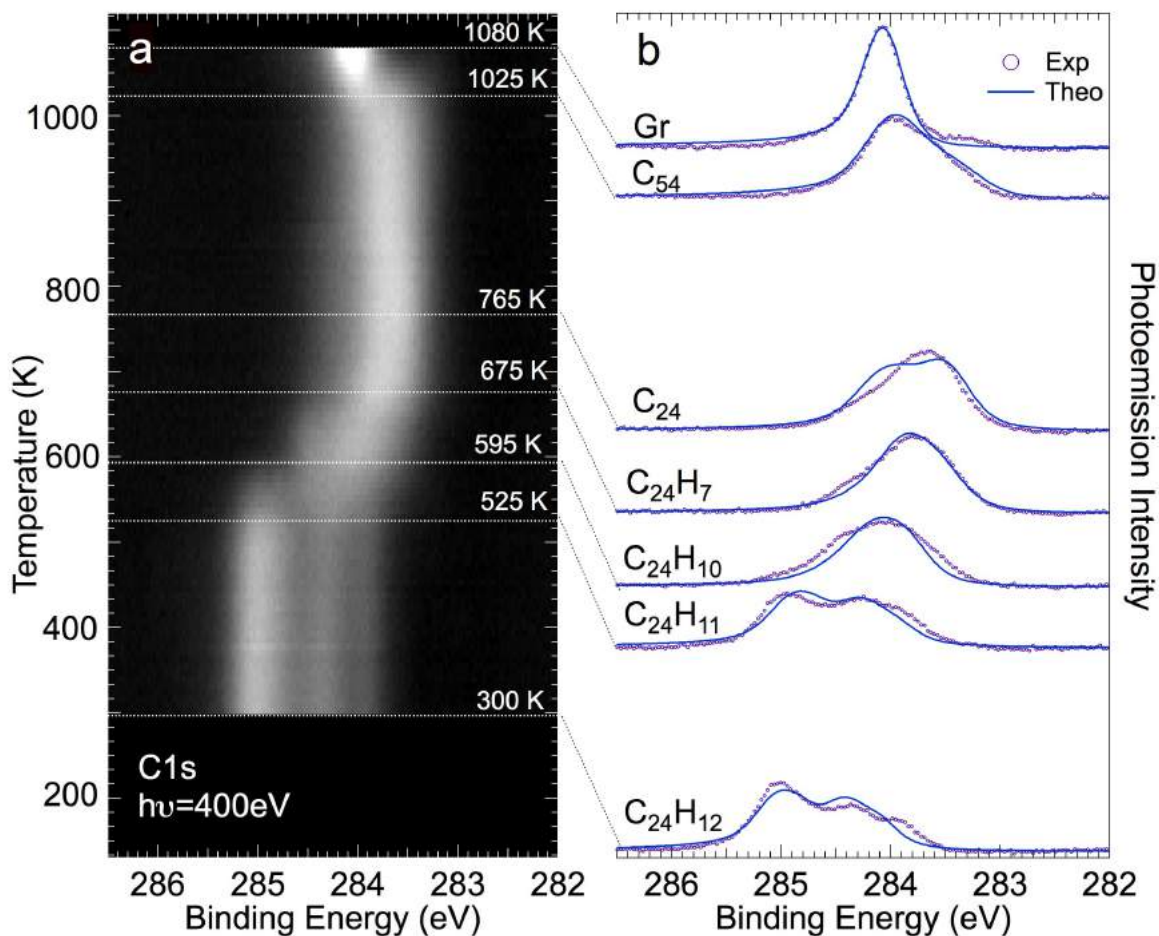 a
1080 K
1025 K
765 K
675 K
595 K
525 K
300 K
C1s
hυ=400eV
Temperature (K)
1000
800
600
400
200
286 285 284 283 282
Binding Energy (eV)
b
Exp
Theo
Gr
C₅₄
C₂₄
C₂₄H₇
C₂₄H₁₀
C₂₄H₁₁
C₂₄H₁₂
286 285 284 283 282
Binding Energy (eV)
Photoemission Intensity